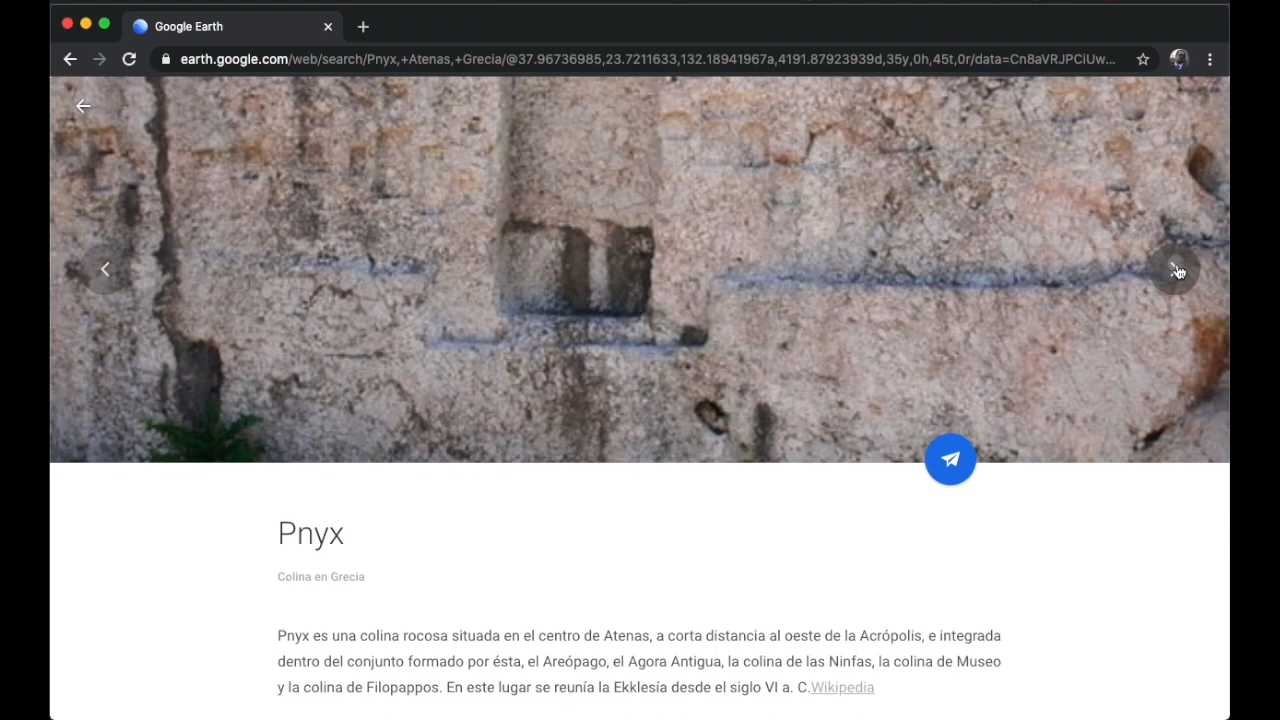 Google Earth
earth.google.com/web/search/Pnyx,+Atenas,+Grecia/@37.96736985,23.7211633,132.18941967a,4191.87923939d,35y,0h,45t,0r/data=Cn8aVRJPCiUw...
Pnyx
Colina en Grecia
Pnyx es una colina rocosa situada en el centro de Atenas, a corta distancia al oeste de la Acrópolis, e integrada
dentro del conjunto formado por ésta, el Areópago, el Agora Antigua, la colina de las Ninfas, la colina de Museo
y la colina de Filopappos. En este lugar se reunía la Ekklesía desde el siglo VI a. C.Wikipedia